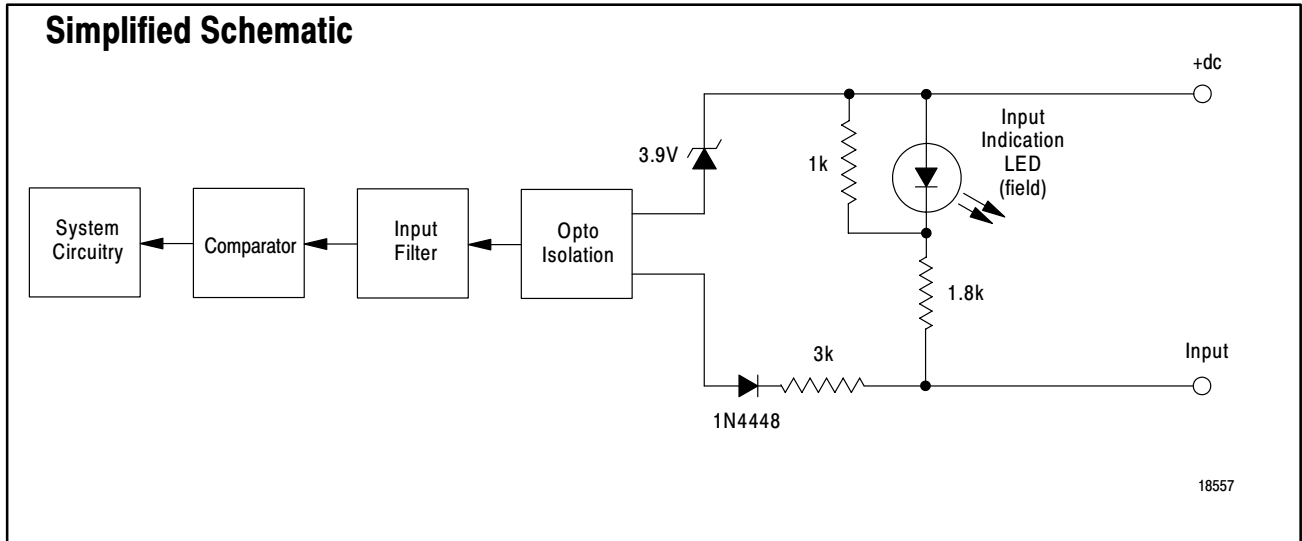 Simplified Schematic
+dc
Input
Indication
LED
(field)
3.9V
1k
System
Circuitry
Comparator
Input
Filter
Opto
Isolation
1.8k
3k
Input
1N4448
18557